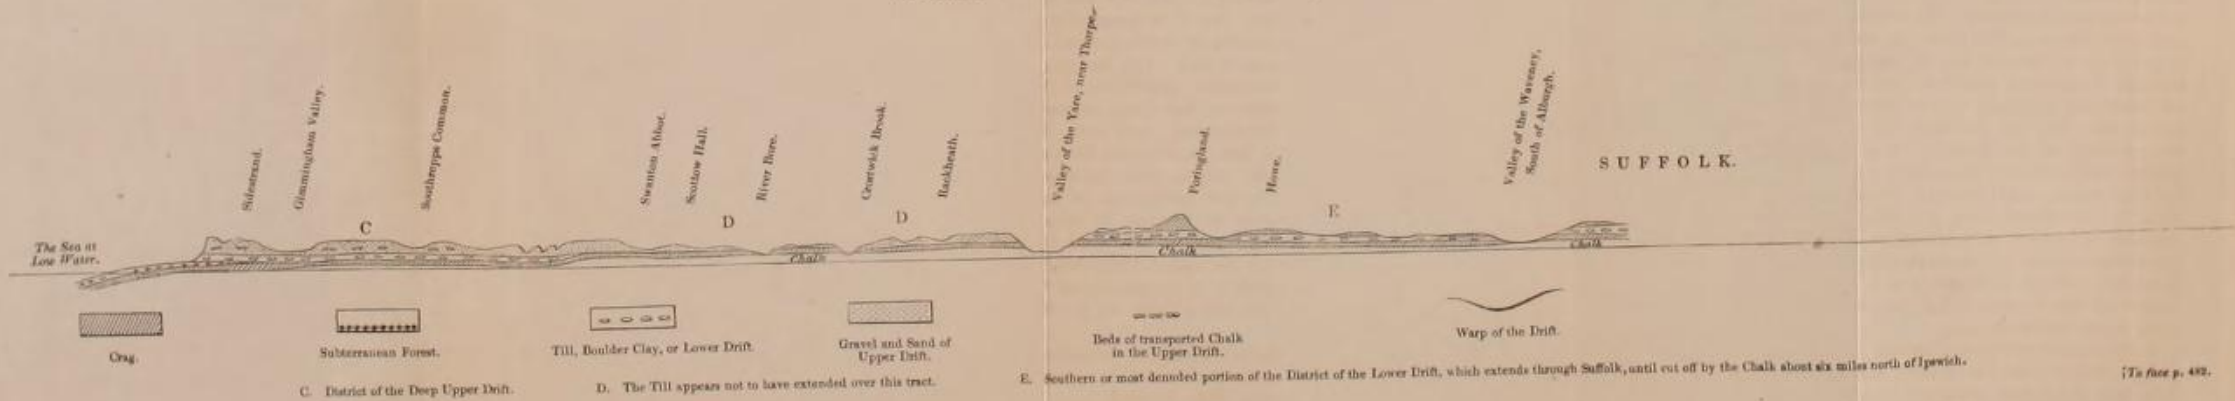 Sidestrand.
Gimmingham Valley.
Southrepps Common.
Swanton Abbot.
Scottow Hall.
River Bure.
Crostwick Brook.
Rackheath.
Valley of the Yare, near Thorpe.
Poringland.
Howe.
Valley of the Waveney,
South of Alburgh.
SUFFOLK.
C
D
D
E
The Sea at
Low Water.
Chalk
Chalk
Chalk
Crag.
Subterranean Forest.
Till, Boulder Clay, or Lower Drift.
Gravel and Sand of
Upper Drift.
Beds of transported Chalk
in the Upper Drift.
Warp of the Drift.
C. District of the Deep Upper Drift.
D. The Till appears not to have extended over this tract.
E. Southern or most denuded portion of the District of the Lower Drift, which extends through Suffolk, until cut off by the Chalk about six miles north of Ipswich.
[To face p. 482.